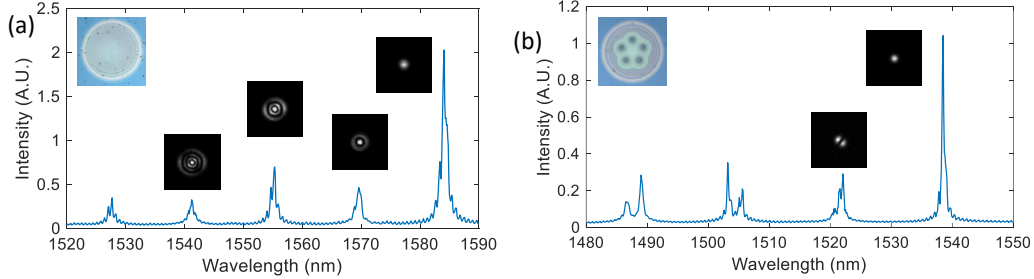 (a)
Intensity (A.U.)
2.5
2
1.5
1
0.5
0
1520 1530 1540 1550 1560 1570 1580 1590
Wavelength (nm)
(b)
Intensity (A.U.)
1.2
1
0.8
0.6
0.4
0.2
0
1480 1490 1500 1510 1520 1530 1540 1550
Wavelength (nm)